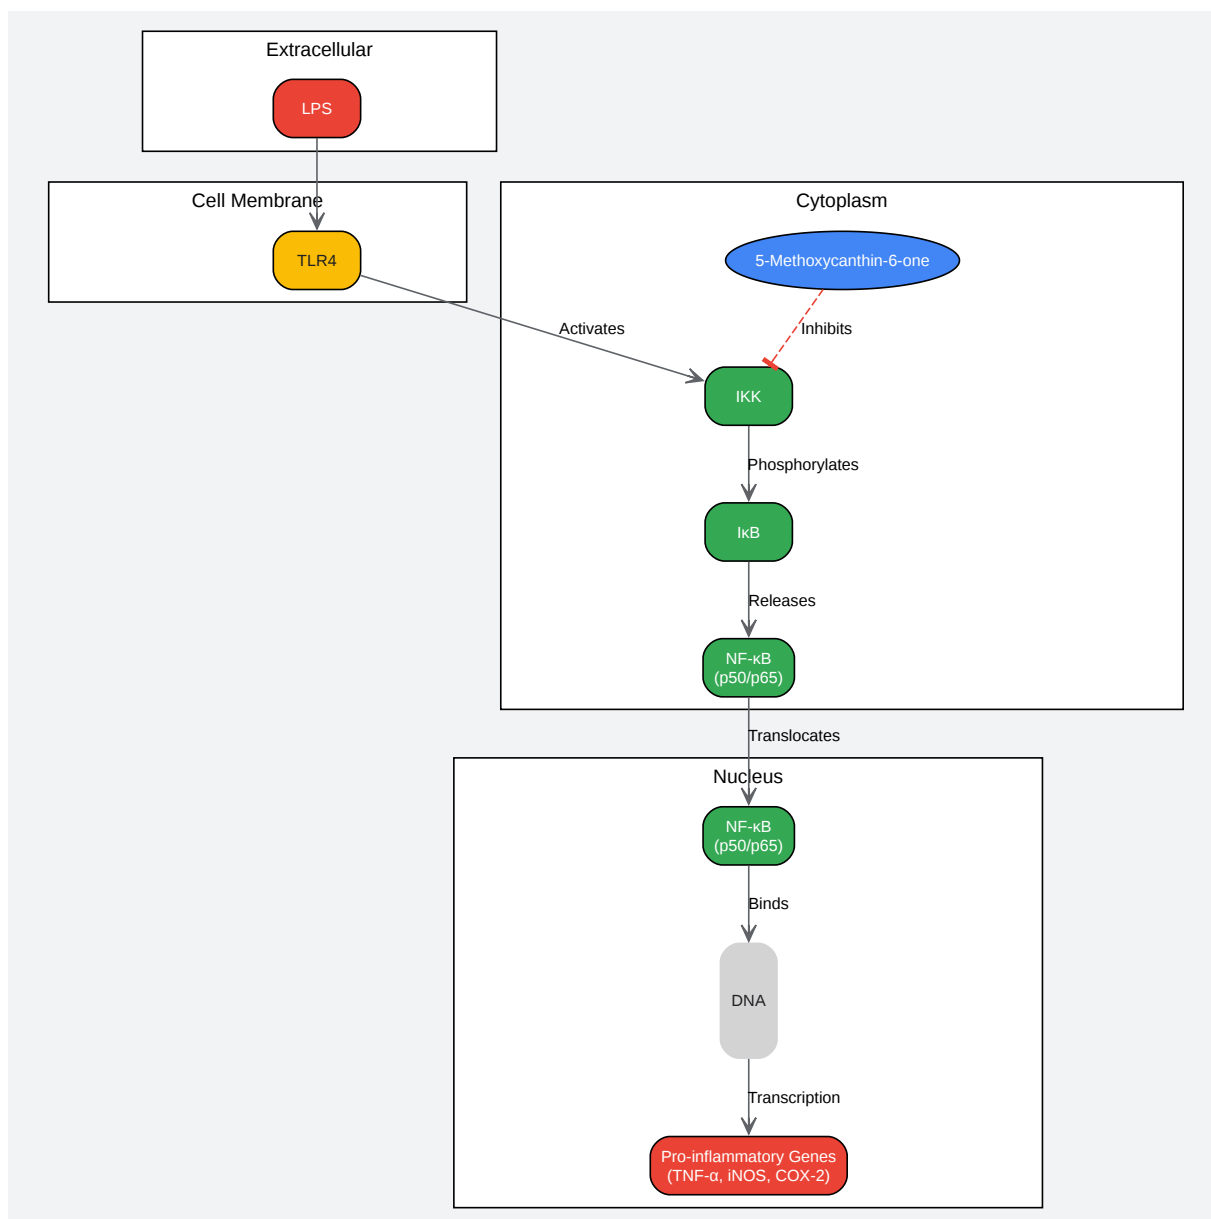 Extracellular
LPS
Cell Membrane
TLR4
Cytoplasm
5-Methoxycanthin-6-one
Activates
Inhibits
IKK
Phosphorylates
IκB
Releases
NF-κB
(p50/p65)
Translocates
Nucleus
NF-κB
(p50/p65)
Binds
DNA
Transcription
Pro-inflammatory Genes
(TNF-α, iNOS, COX-2)